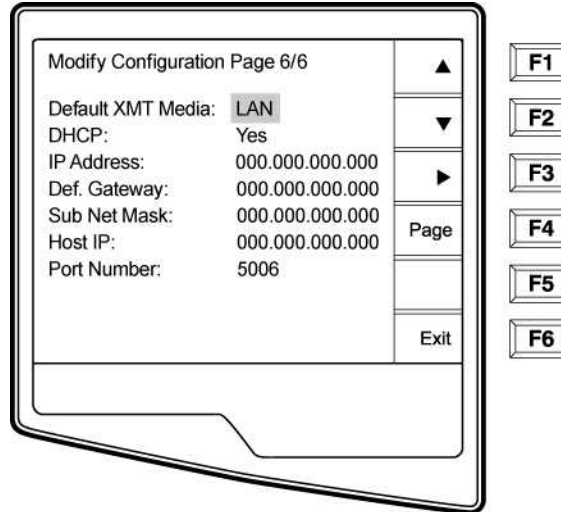 Modify Configuration Page 6/6
Default XMT Media: LAN
DHCP: Yes
IP Address: 000.000.000.000
Def. Gateway: 000.000.000.000
Sub Net Mask: 000.000.000.000
Host IP: 000.000.000.000
Port Number: 5006
▲
▼
▶
Page
Exit
F1
F2
F3
F4
F5
F6